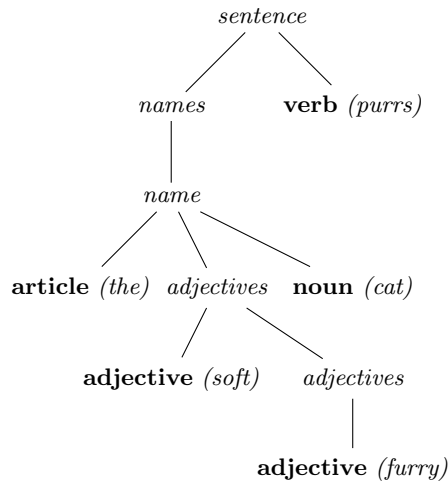 sentence
names verb (purrs)
name
article (the) adjectives noun (cat)
adjective (soft) adjectives
adjective (furry)